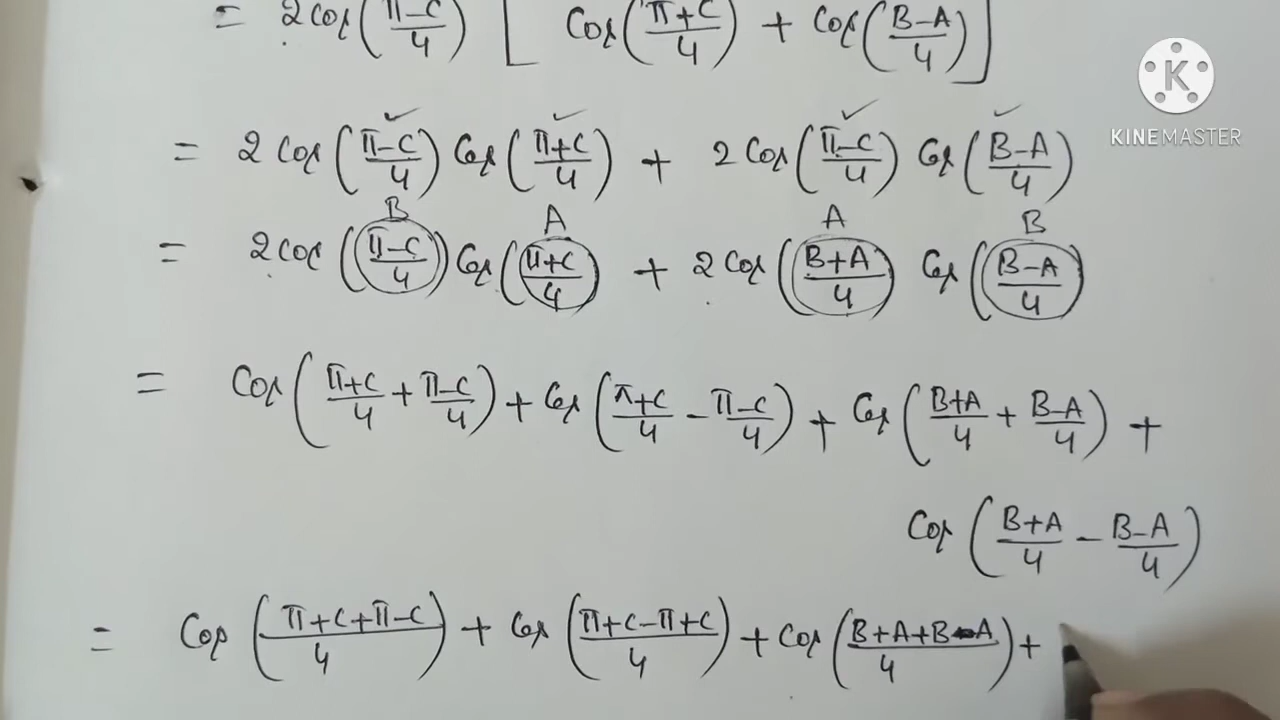 = 2 cos (π-C/4) [ cos (π+C/4) + cos (B-A/4) ]
K
KINEMASTER
= 2 cos (π-C/4) cos (π+C/4) + 2 cos (π-C/4) cos (B-A/4)
B A A B
= 2 cos (π-C/4) cos (π+C/4) + 2 cos (B+A/4) cos (B-A/4)
= cos (π+C/4 + π-C/4) + cos (π+C/4 - π-C/4) + cos (B+A/4 + B-A/4) +
cos (B+A/4 - B-A/4)
= cos (π+C+π-C/4) + cos (π+C-π+C/4) + cos (B+A+B-A/4) +